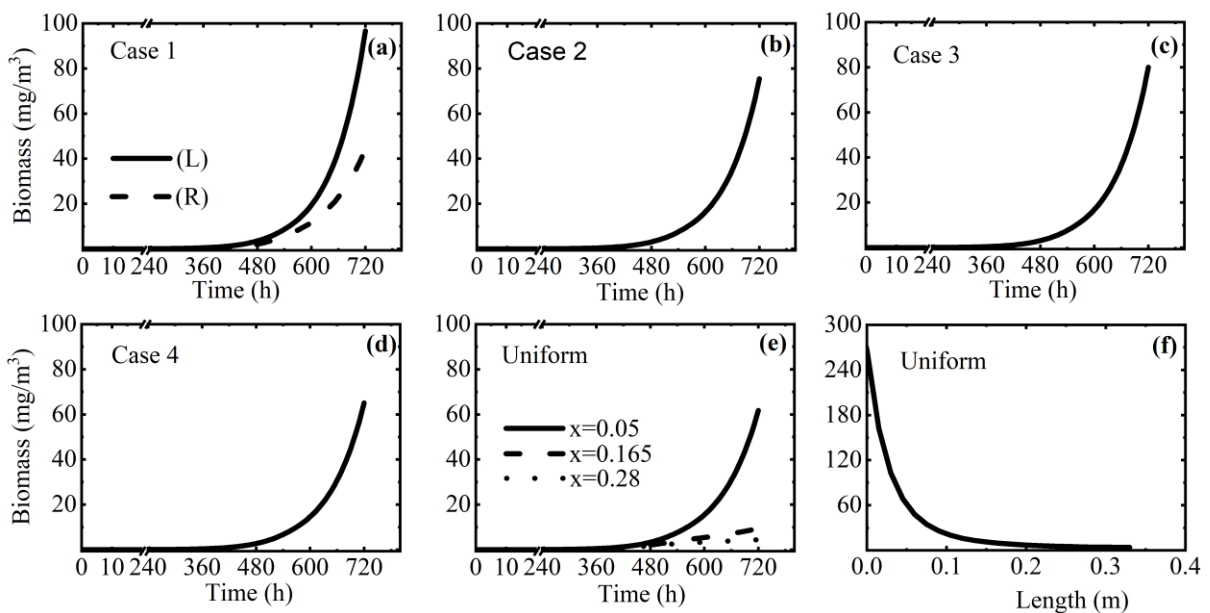 Case 1
(a)
Biomass (mg/m³)
100
80
60
40
20
(L)
(R)
0 10 240 360 480 600 720
Time (h)
Case 2
(b)
100
80
60
40
20
0 10 240 360 480 600 720
Time (h)
Case 3
(c)
100
80
60
40
20
0 10 240 360 480 600 720
Time (h)
Case 4
(d)
Biomass (mg/m³)
100
80
60
40
20
0 10 240 360 480 600 720
Time (h)
Uniform
(e)
100
80
60
40
20
x=0.05
x=0.165
x=0.28
0 10 240 360 480 600 720
Time (h)
Uniform
(f)
300
240
180
120
60
0.0 0.1 0.2 0.3 0.4
Length (m)